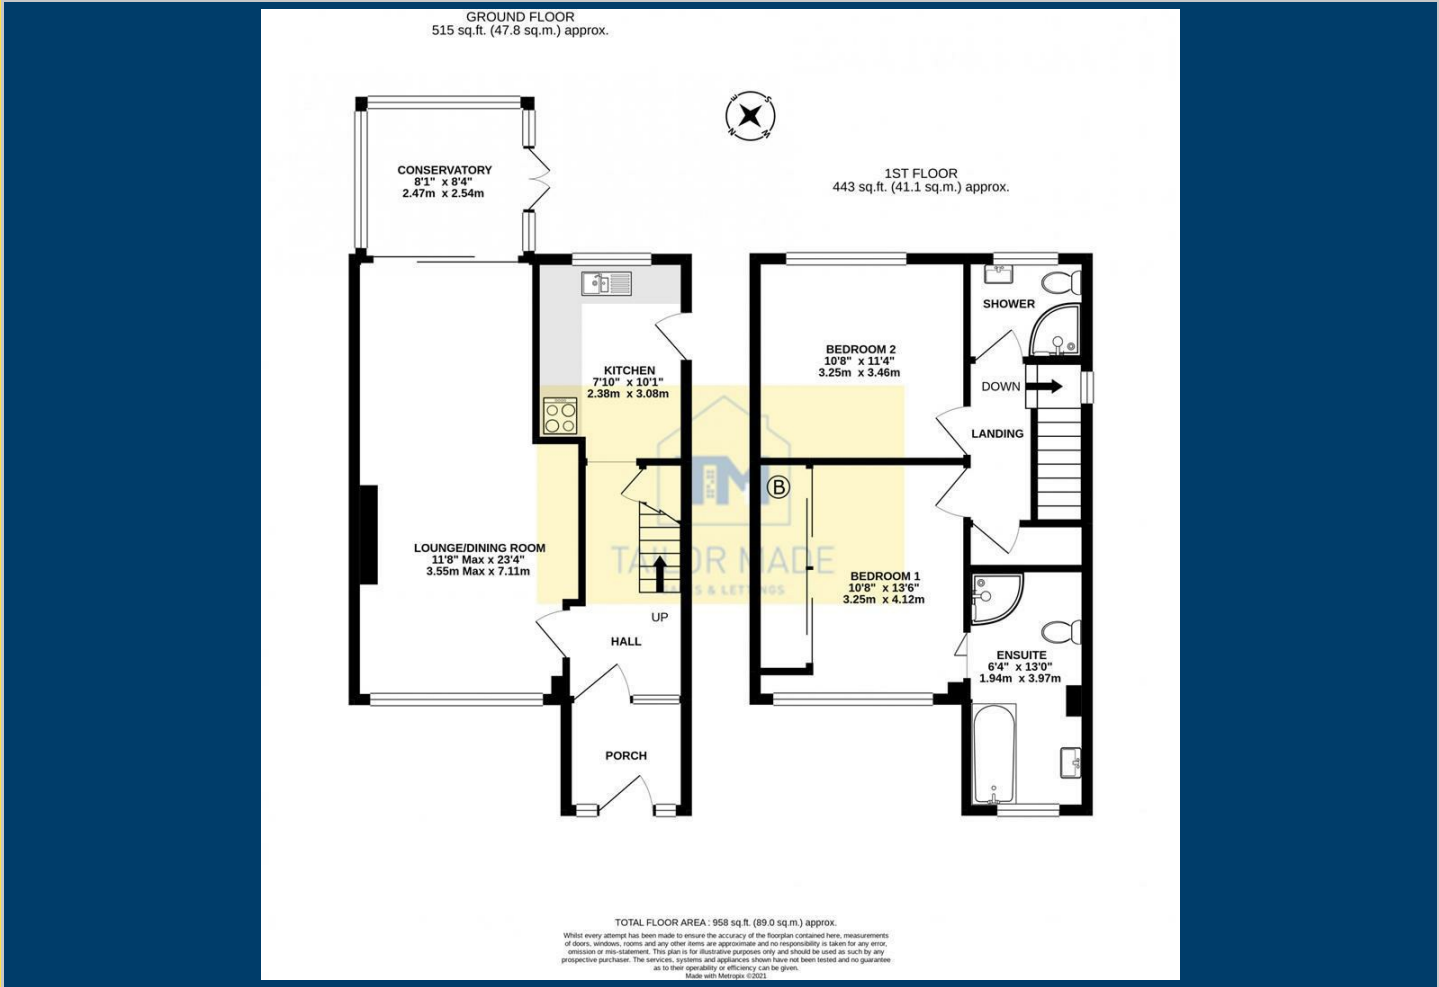 GROUND FLOOR
515 sq.ft. (47.8 sq.m.) approx.
E
S
N
W
1ST FLOOR
443 sq.ft. (41.1 sq.m.) approx.
CONSERVATORY
8'1" x 8'4"
2.47m x 2.54m
KITCHEN
7'10" x 10'1"
2.38m x 3.08m
LOUNGE/DINING ROOM
11'8" Max x 23'4"
3.55m Max x 7.11m
UP
HALL
PORCH
BEDROOM 2
10'8" x 11'4"
3.25m x 3.46m
SHOWER
DOWN
LANDING
B
BEDROOM 1
10'8" x 13'6"
3.25m x 4.12m
ENSUITE
6'4" x 13'0"
1.94m x 3.97m
TM
TAILOR MADE
SALES & LETTINGS
TOTAL FLOOR AREA : 958 sq.ft. (89.0 sq.m.) approx.
Whilst every attempt has been made to ensure the accuracy of the floorplan contained here, measurements
of doors, windows, rooms and any other items are approximate and no responsibility is taken for any error,
omission or mis-statement. This plan is for illustrative purposes only and should be used as such by any
prospective purchaser. The services, systems and appliances shown have not been tested and no guarantee
as to their operability or efficiency can be given.
Made with Metropix ©2021